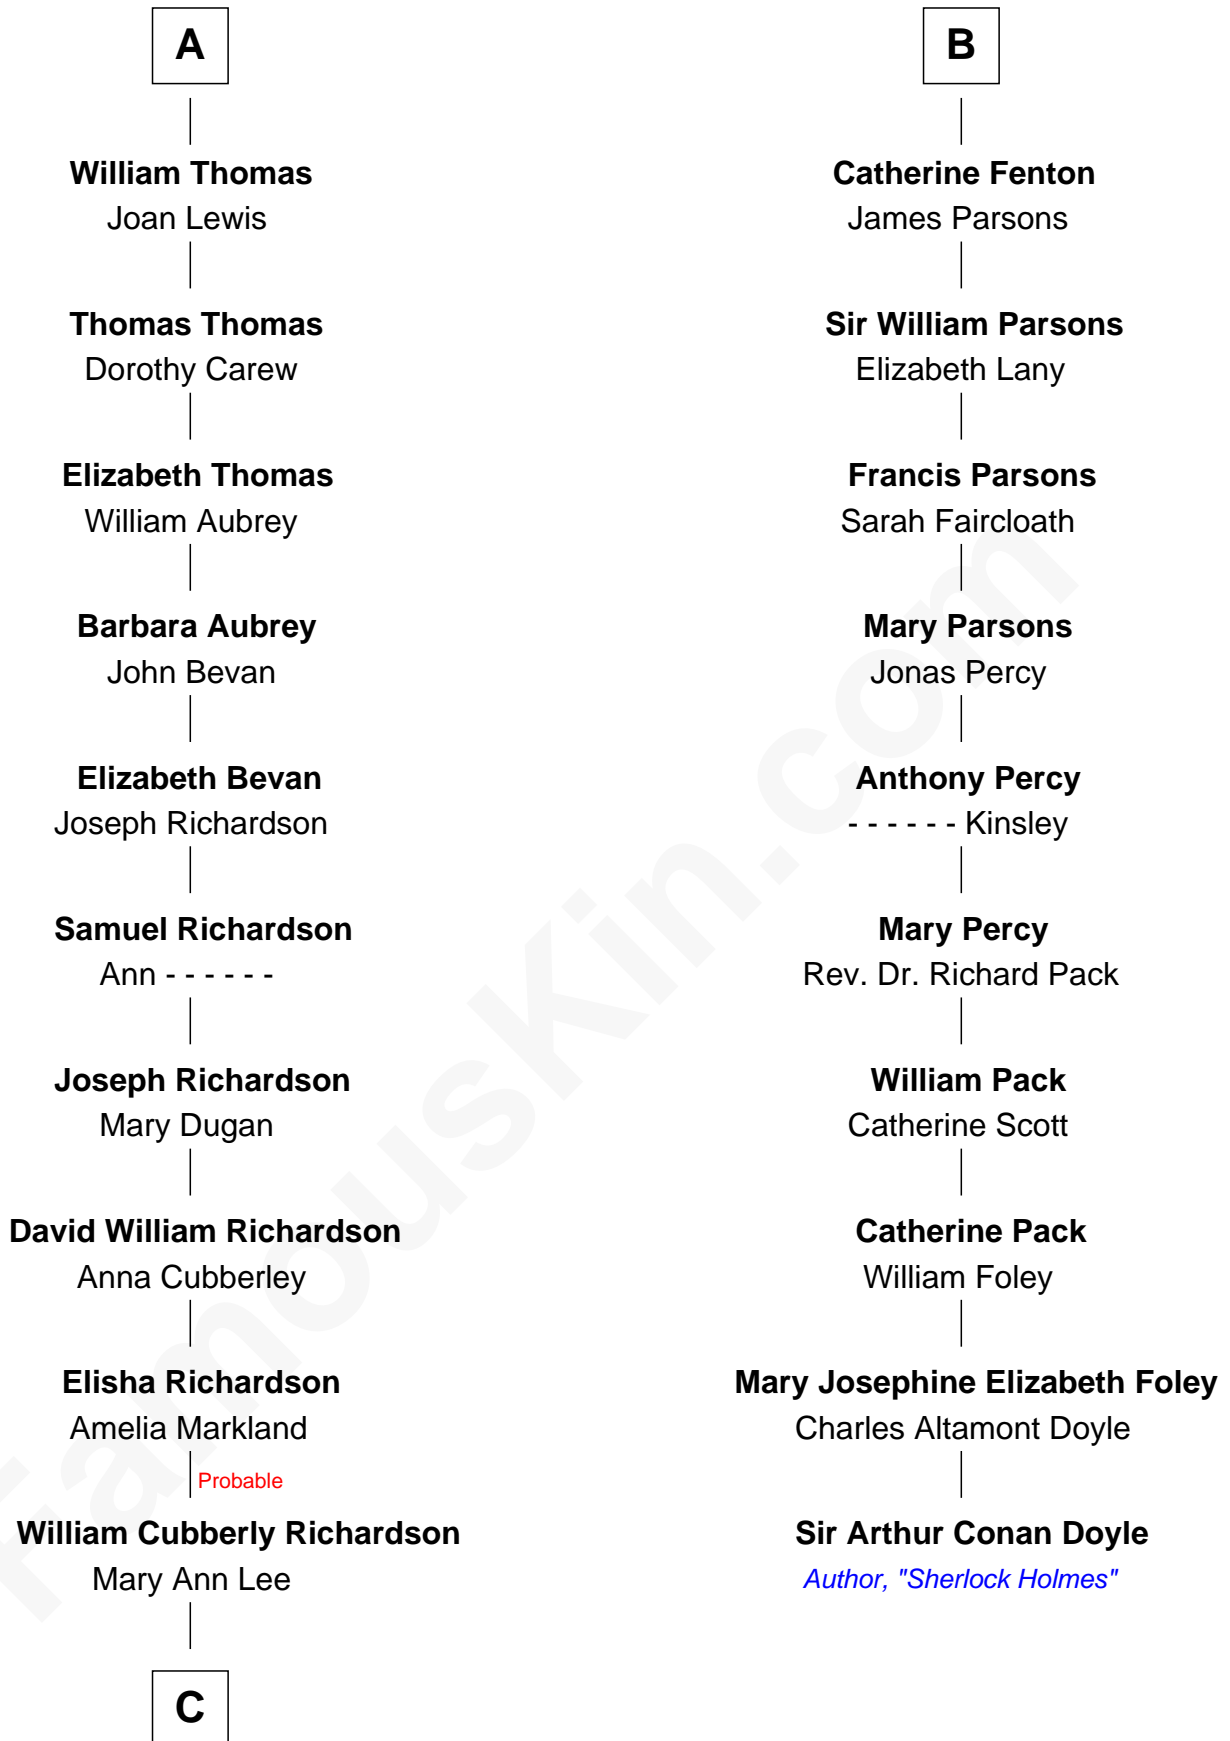 A
William Thomas
Joan Lewis
Thomas Thomas
Dorothy Carew
Elizabeth Thomas
William Aubrey
Barbara Aubrey
John Bevan
Elizabeth Bevan
Joseph Richardson
Samuel Richardson
Ann - - - - - -
Joseph Richardson
Mary Dugan
David William Richardson
Anna Cubberley
Elisha Richardson
Amelia Markland
Probable
William Cubberly Richardson
Mary Ann Lee
C
B
Catherine Fenton
James Parsons
Sir William Parsons
Elizabeth Lany
Francis Parsons
Sarah Faircloath
Mary Parsons
Jonas Percy
Anthony Percy
- - - - - - Kinsley
Mary Percy
Rev. Dr. Richard Pack
William Pack
Catherine Scott
Catherine Pack
William Foley
Mary Josephine Elizabeth Foley
Charles Altamont Doyle
Sir Arthur Conan Doyle
Author, "Sherlock Holmes"
FamousKin.com